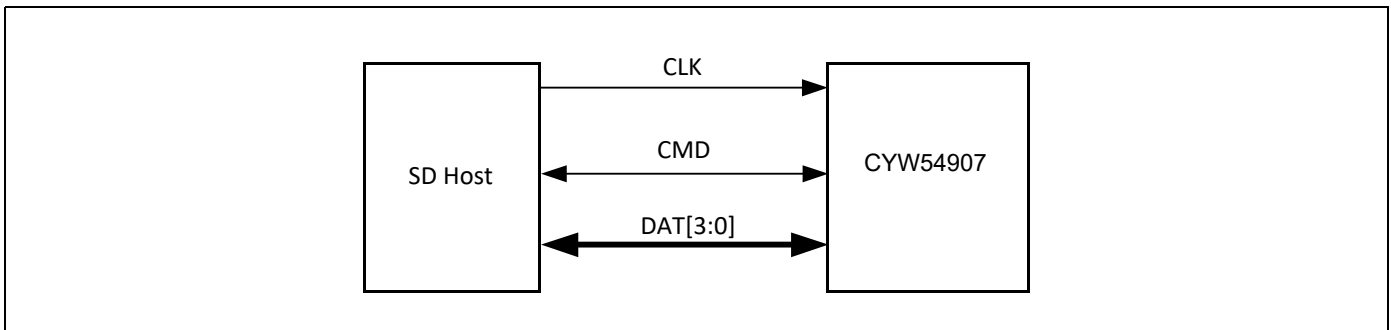 CLK
CMD
SD Host
CYW54907
DAT[3:0]